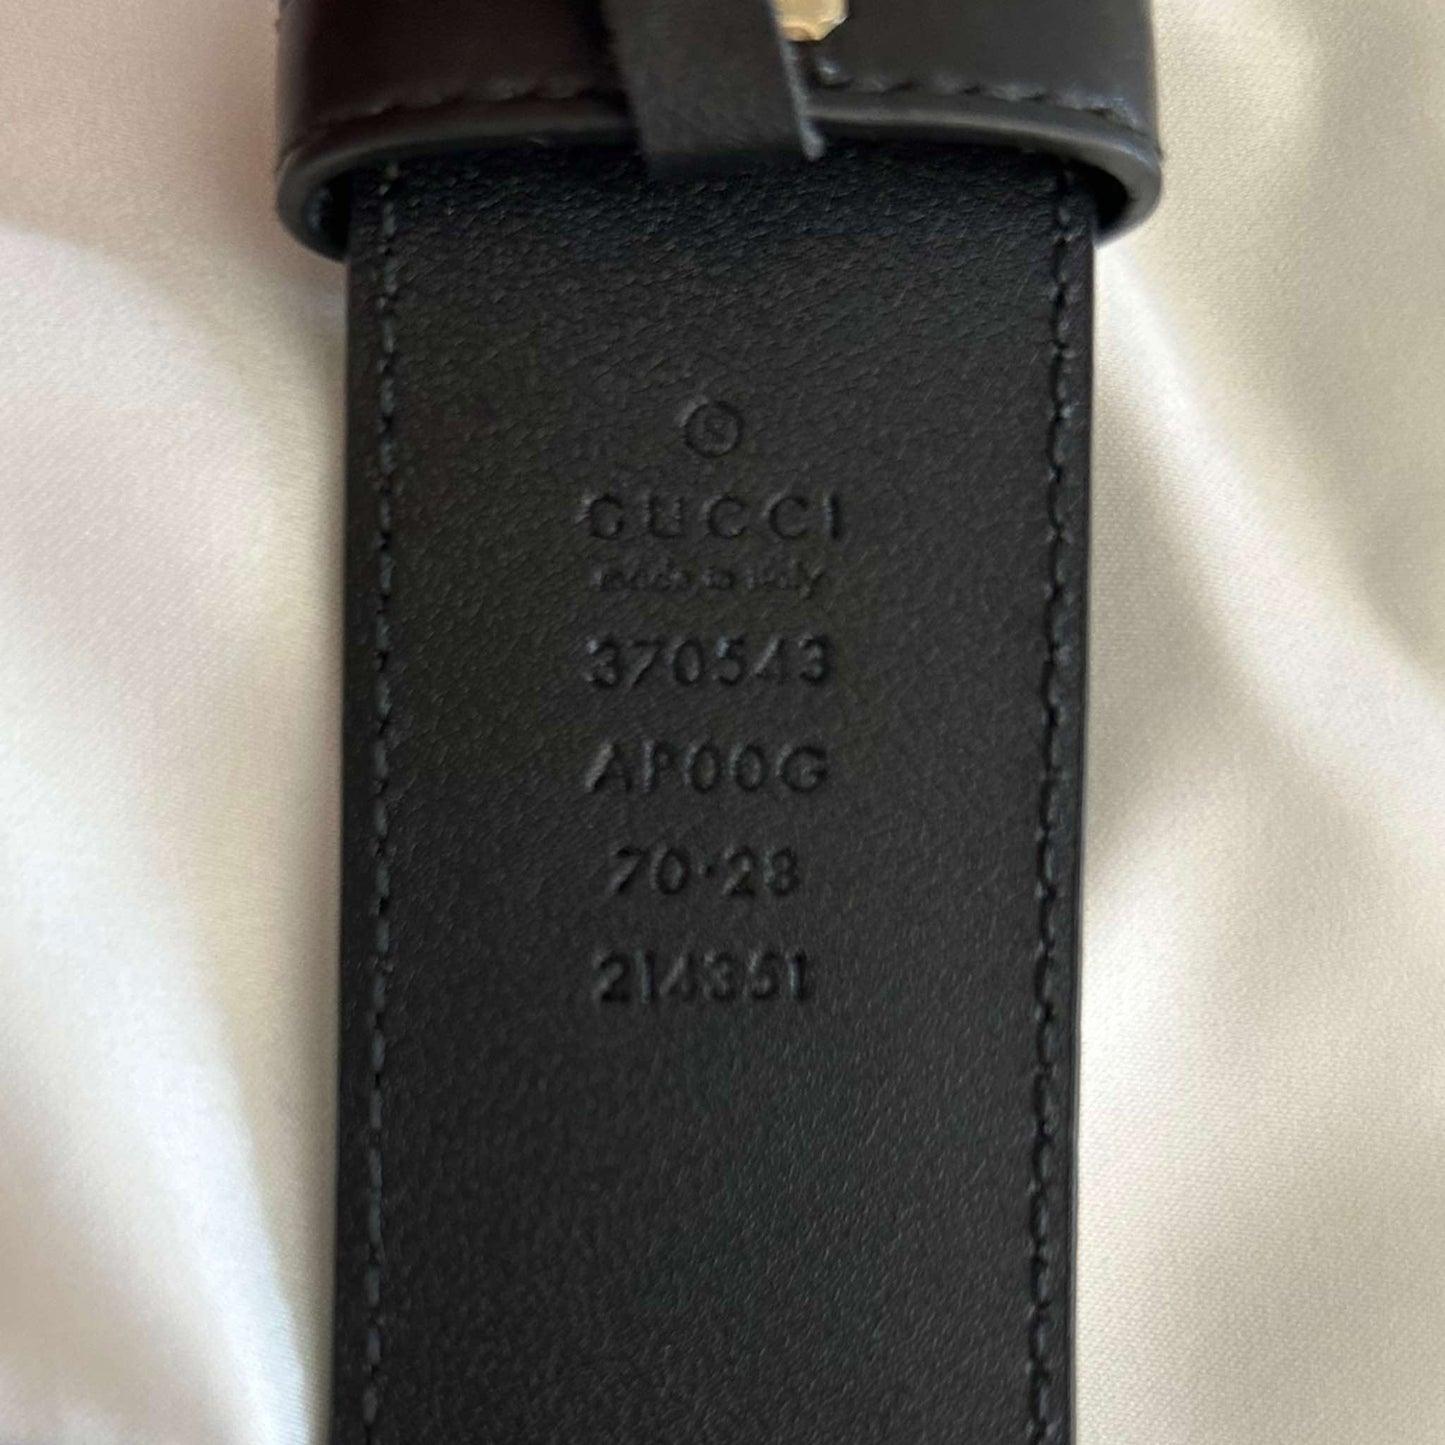 GUCCI
made in italy
370543
AP00G
70·28
214351